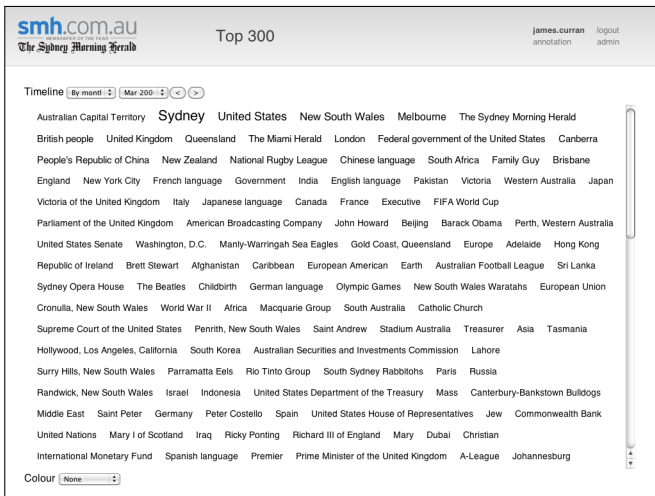 smh.com.au
NEWSPAPER OF THE YEAR
The Sydney Morning Herald
Top 300
james.curran logout
annotation admin
Timeline By montl Mar 200 < >
Australian Capital Territory Sydney United States New South Wales Melbourne The Sydney Morning Herald
British people United Kingdom Queensland The Miami Herald London Federal government of the United States Canberra
People's Republic of China New Zealand National Rugby League Chinese language South Africa Family Guy Brisbane
England New York City French language Government India English language Pakistan Victoria Western Australia Japan
Victoria of the United Kingdom Italy Japanese language Canada France Executive FIFA World Cup
Parliament of the United Kingdom American Broadcasting Company John Howard Beijing Barack Obama Perth, Western Australia
United States Senate Washington, D.C. Manly-Warringah Sea Eagles Gold Coast, Queensland Europe Adelaide Hong Kong
Republic of Ireland Brett Stewart Afghanistan Caribbean European American Earth Australian Football League Sri Lanka
Sydney Opera House The Beatles Childbirth German language Olympic Games New South Wales Waratahs European Union
Cronulla, New South Wales World War II Africa Macquarie Group South Australia Catholic Church
Supreme Court of the United States Penrith, New South Wales Saint Andrew Stadium Australia Treasurer Asia Tasmania
Hollywood, Los Angeles, California South Korea Australian Securities and Investments Commission Lahore
Surry Hills, New South Wales Parramatta Eels Rio Tinto Group South Sydney Rabbitohs Paris Russia
Randwick, New South Wales Israel Indonesia United States Department of the Treasury Mass Canterbury-Bankstown Bulldogs
Middle East Saint Peter Germany Peter Costello Spain United States House of Representatives Jew Commonwealth Bank
United Nations Mary I of Scotland Iraq Ricky Ponting Richard III of England Mary Dubai Christian
International Monetary Fund Spanish language Premier Prime Minister of the United Kingdom A-League Johannesburg
Colour None